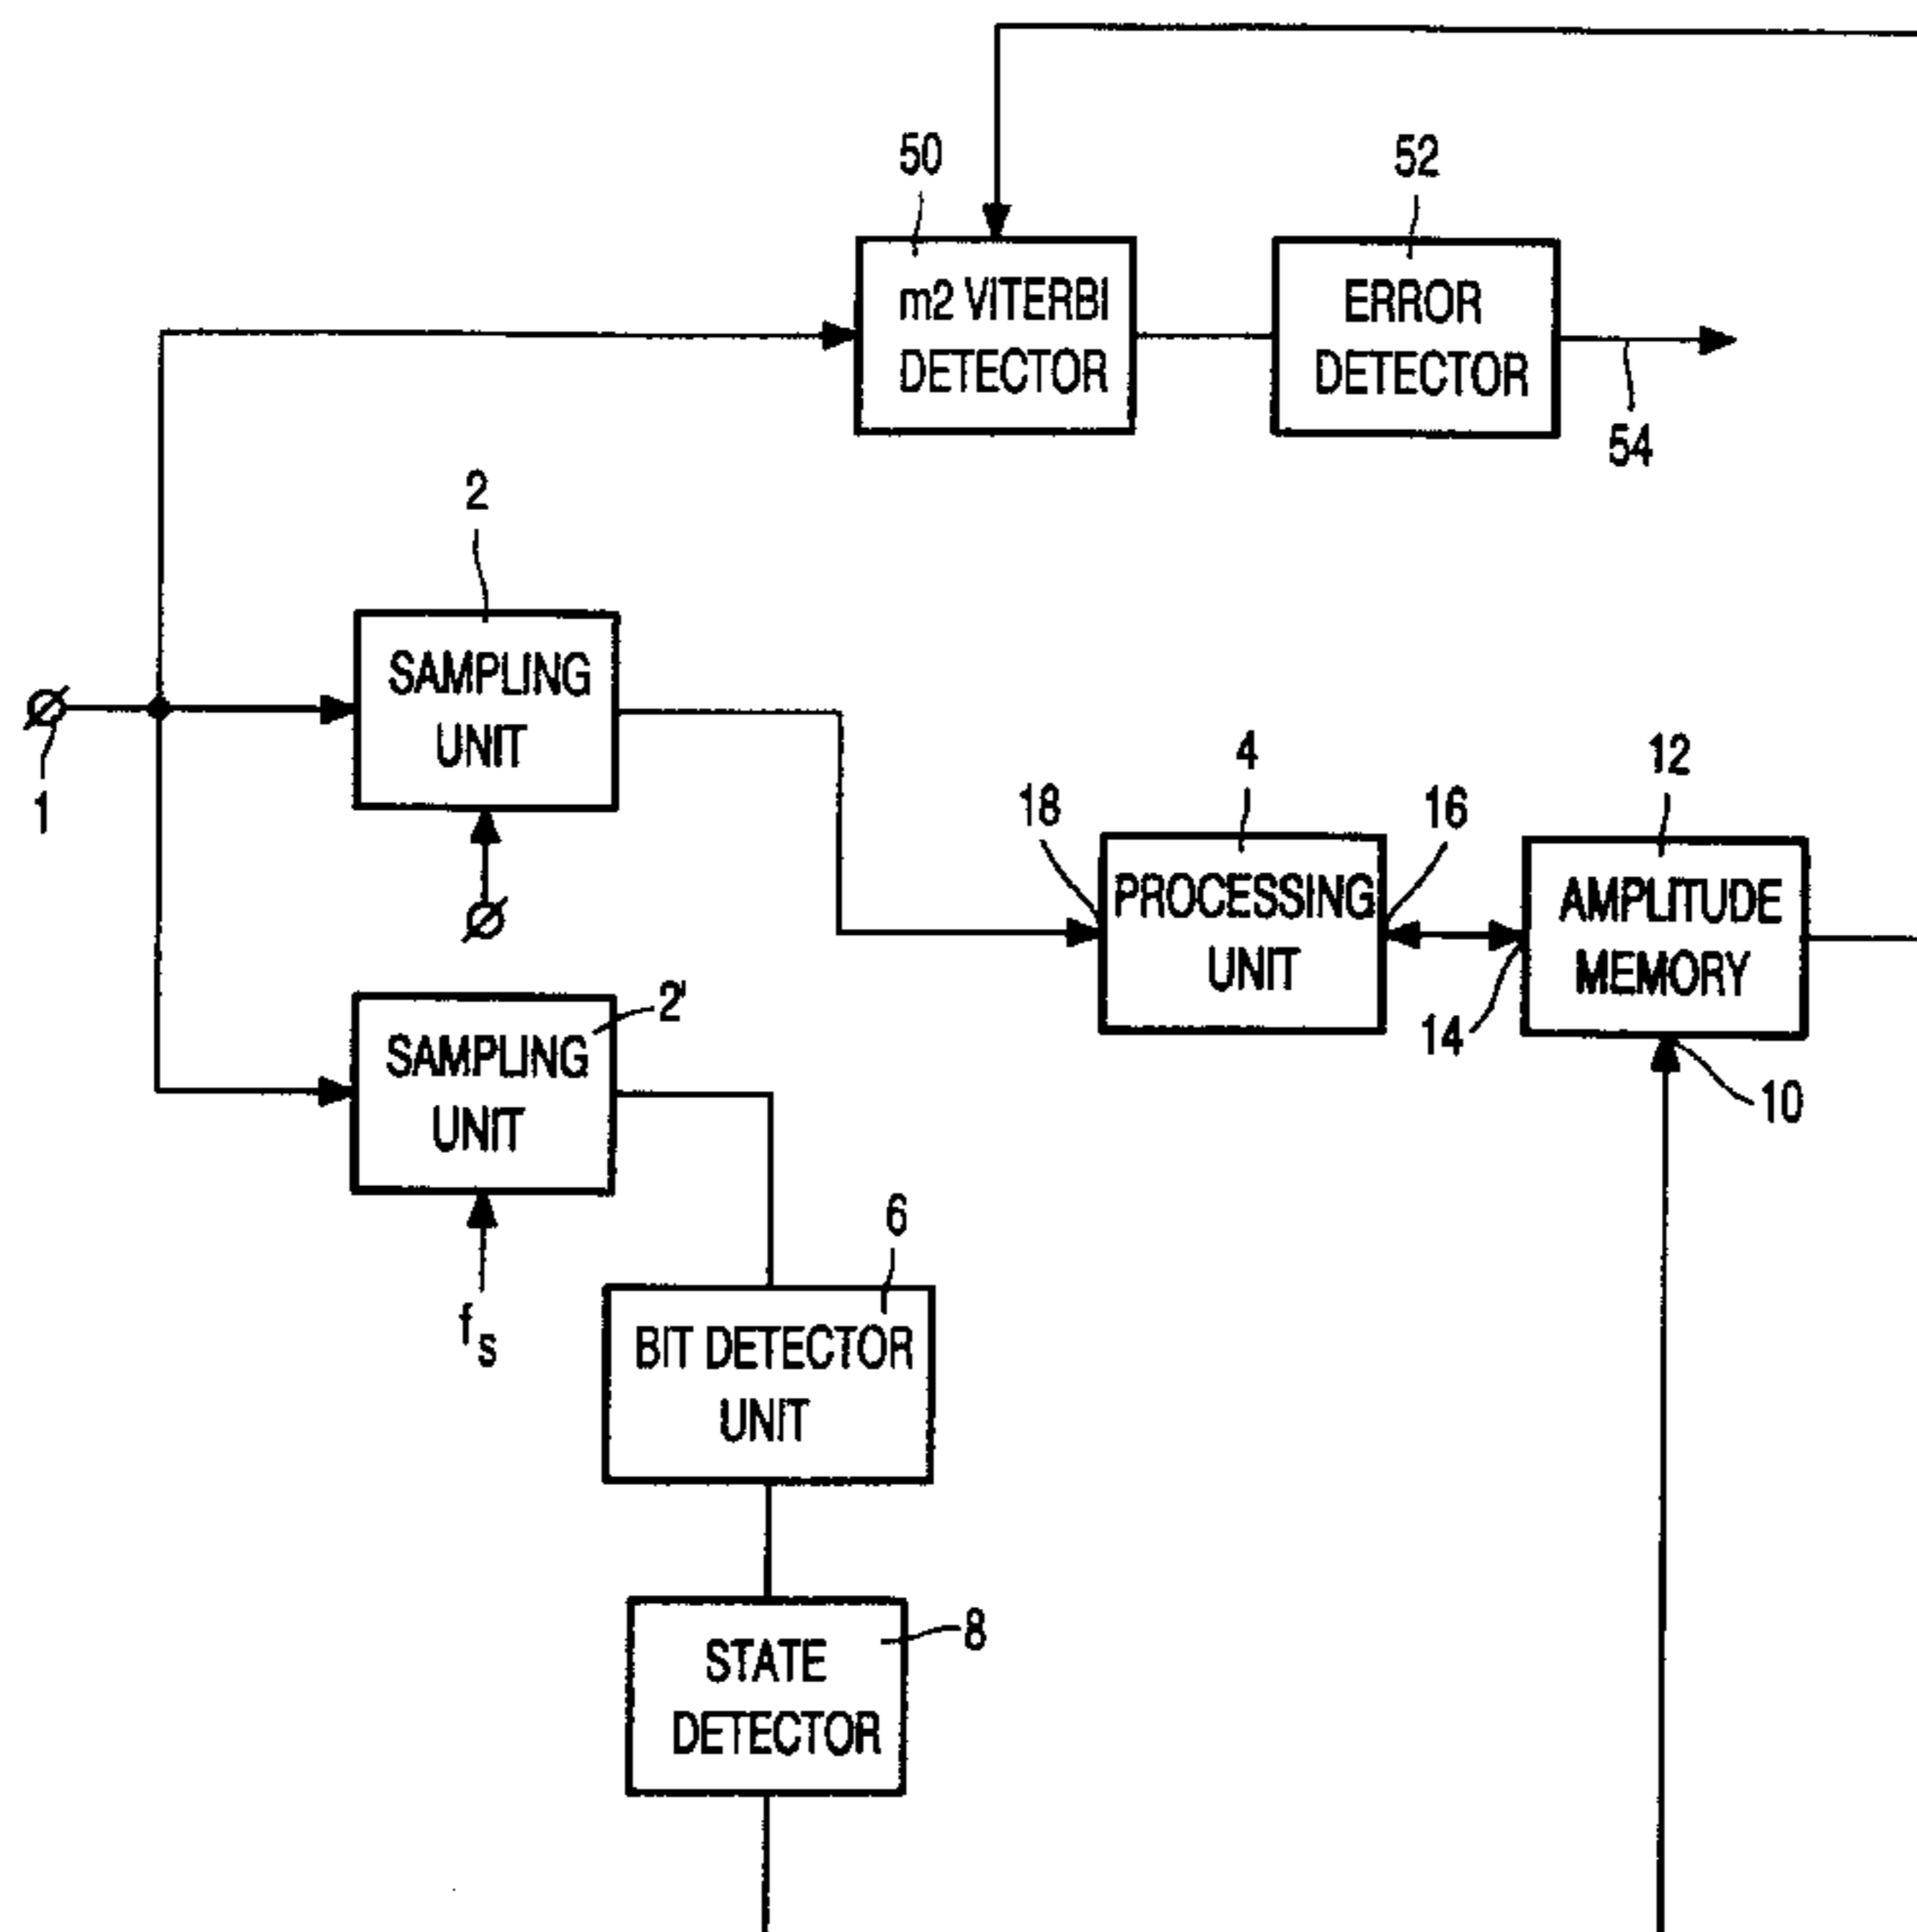 50
52
m2 VITERBI
DETECTOR
ERROR
DETECTOR
54
2
SAMPLING
UNIT
1
4
12
18
16
PROCESSING
UNIT
AMPLITUDE
MEMORY
14
10
2'
SAMPLING
UNIT
fs
6
BIT DETECTOR
UNIT
8
STATE
DETECTOR